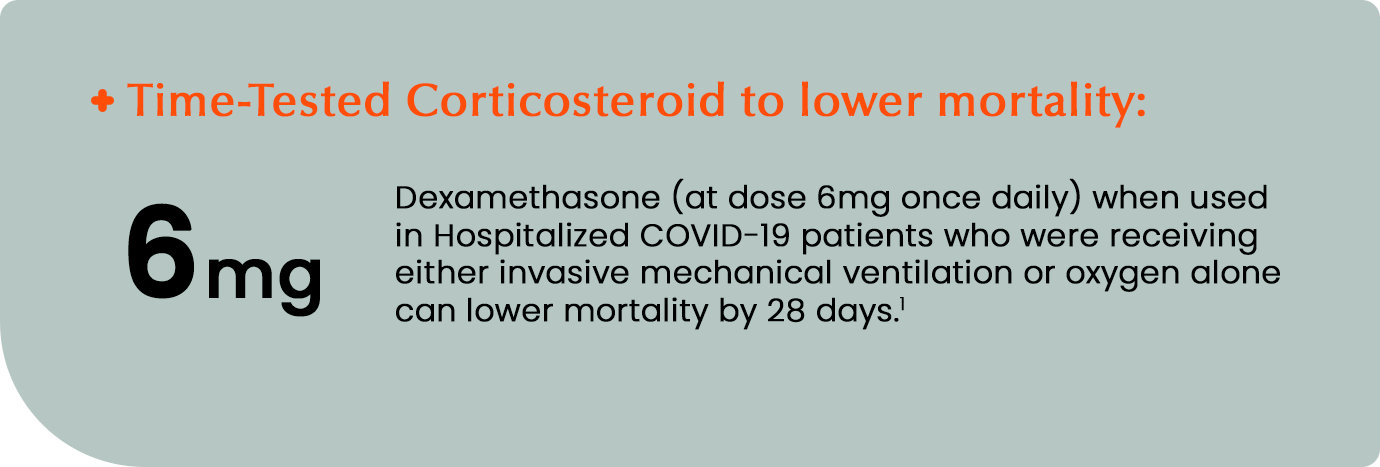 Time-Tested Corticosteroid to lower mortality:
6mg
Dexamethasone (at dose 6mg once daily) when used
in Hospitalized COVID-19 patients who were receiving
either invasive mechanical ventilation or oxygen alone
can lower mortality by 28 days.¹